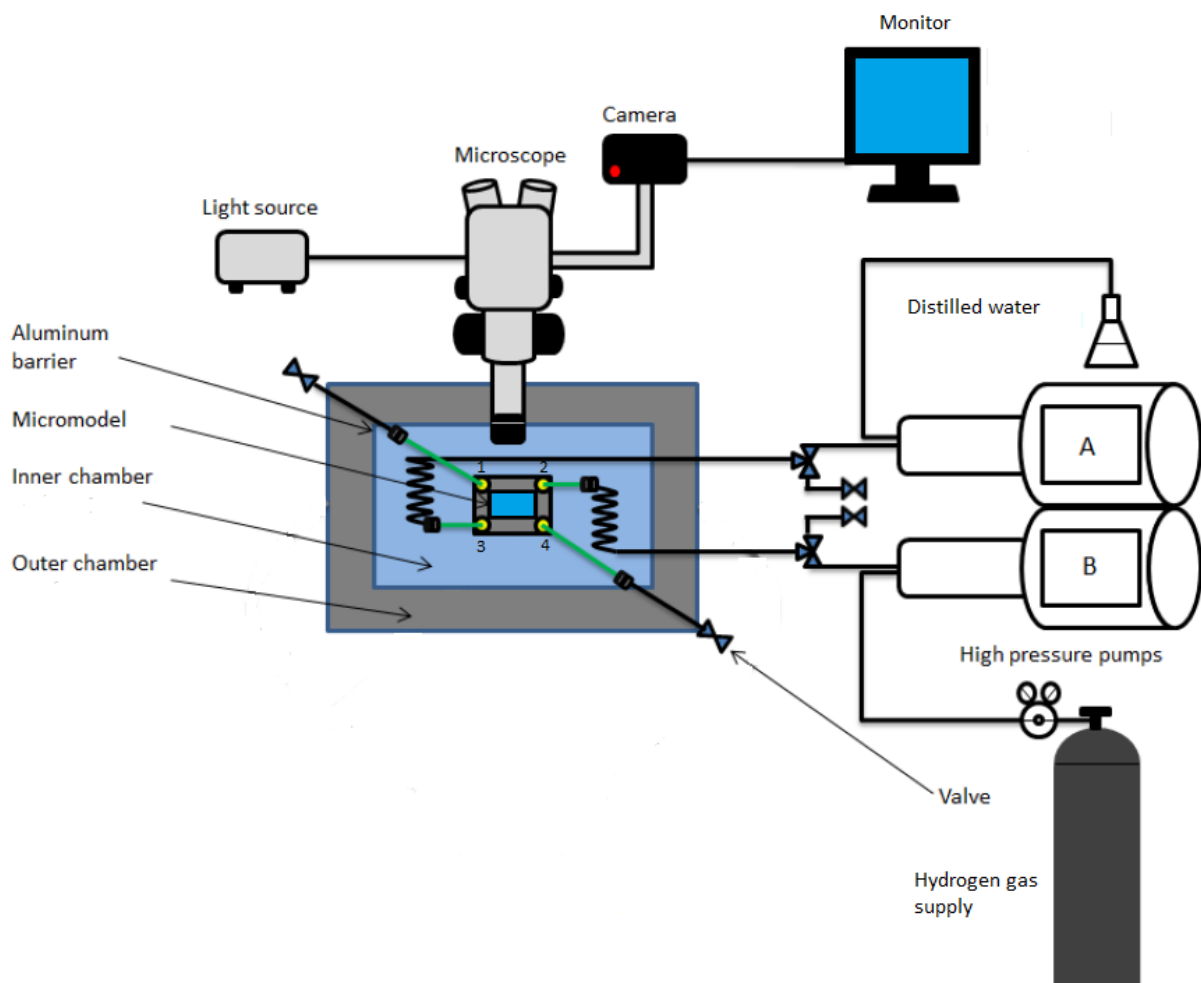 Monitor
Camera
Microscope
Light source
Distilled water
Aluminum
barrier
Micromodel
Inner chamber
Outer chamber
1
2
3
4
A
B
High pressure pumps
Valve
Hydrogen gas
supply